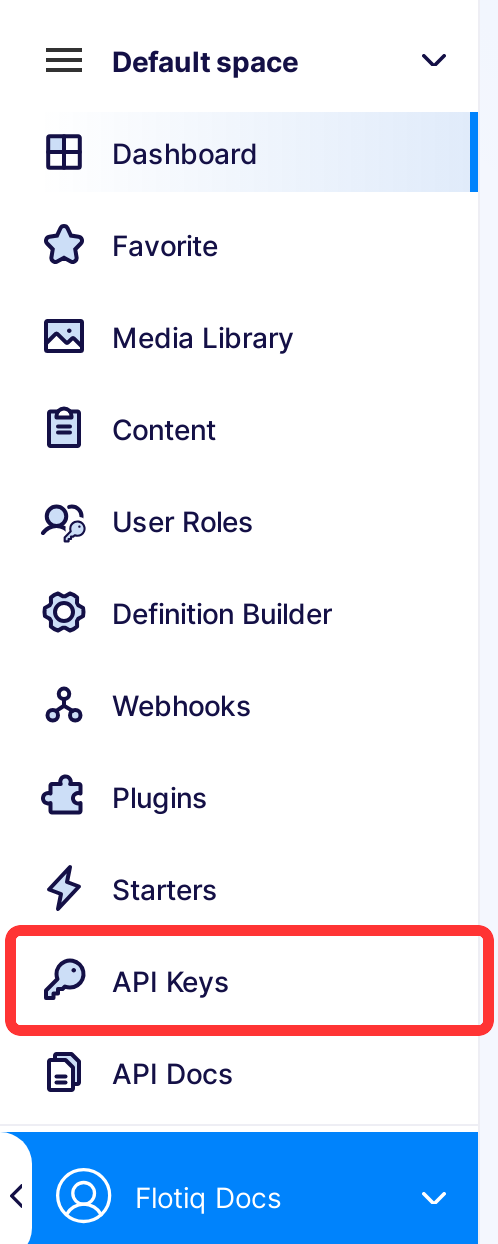 Default space
Dashboard
Favorite
Media Library
Content
User Roles
Definition Builder
Webhooks
Plugins
Starters
API Keys
API Docs
Flotiq Docs